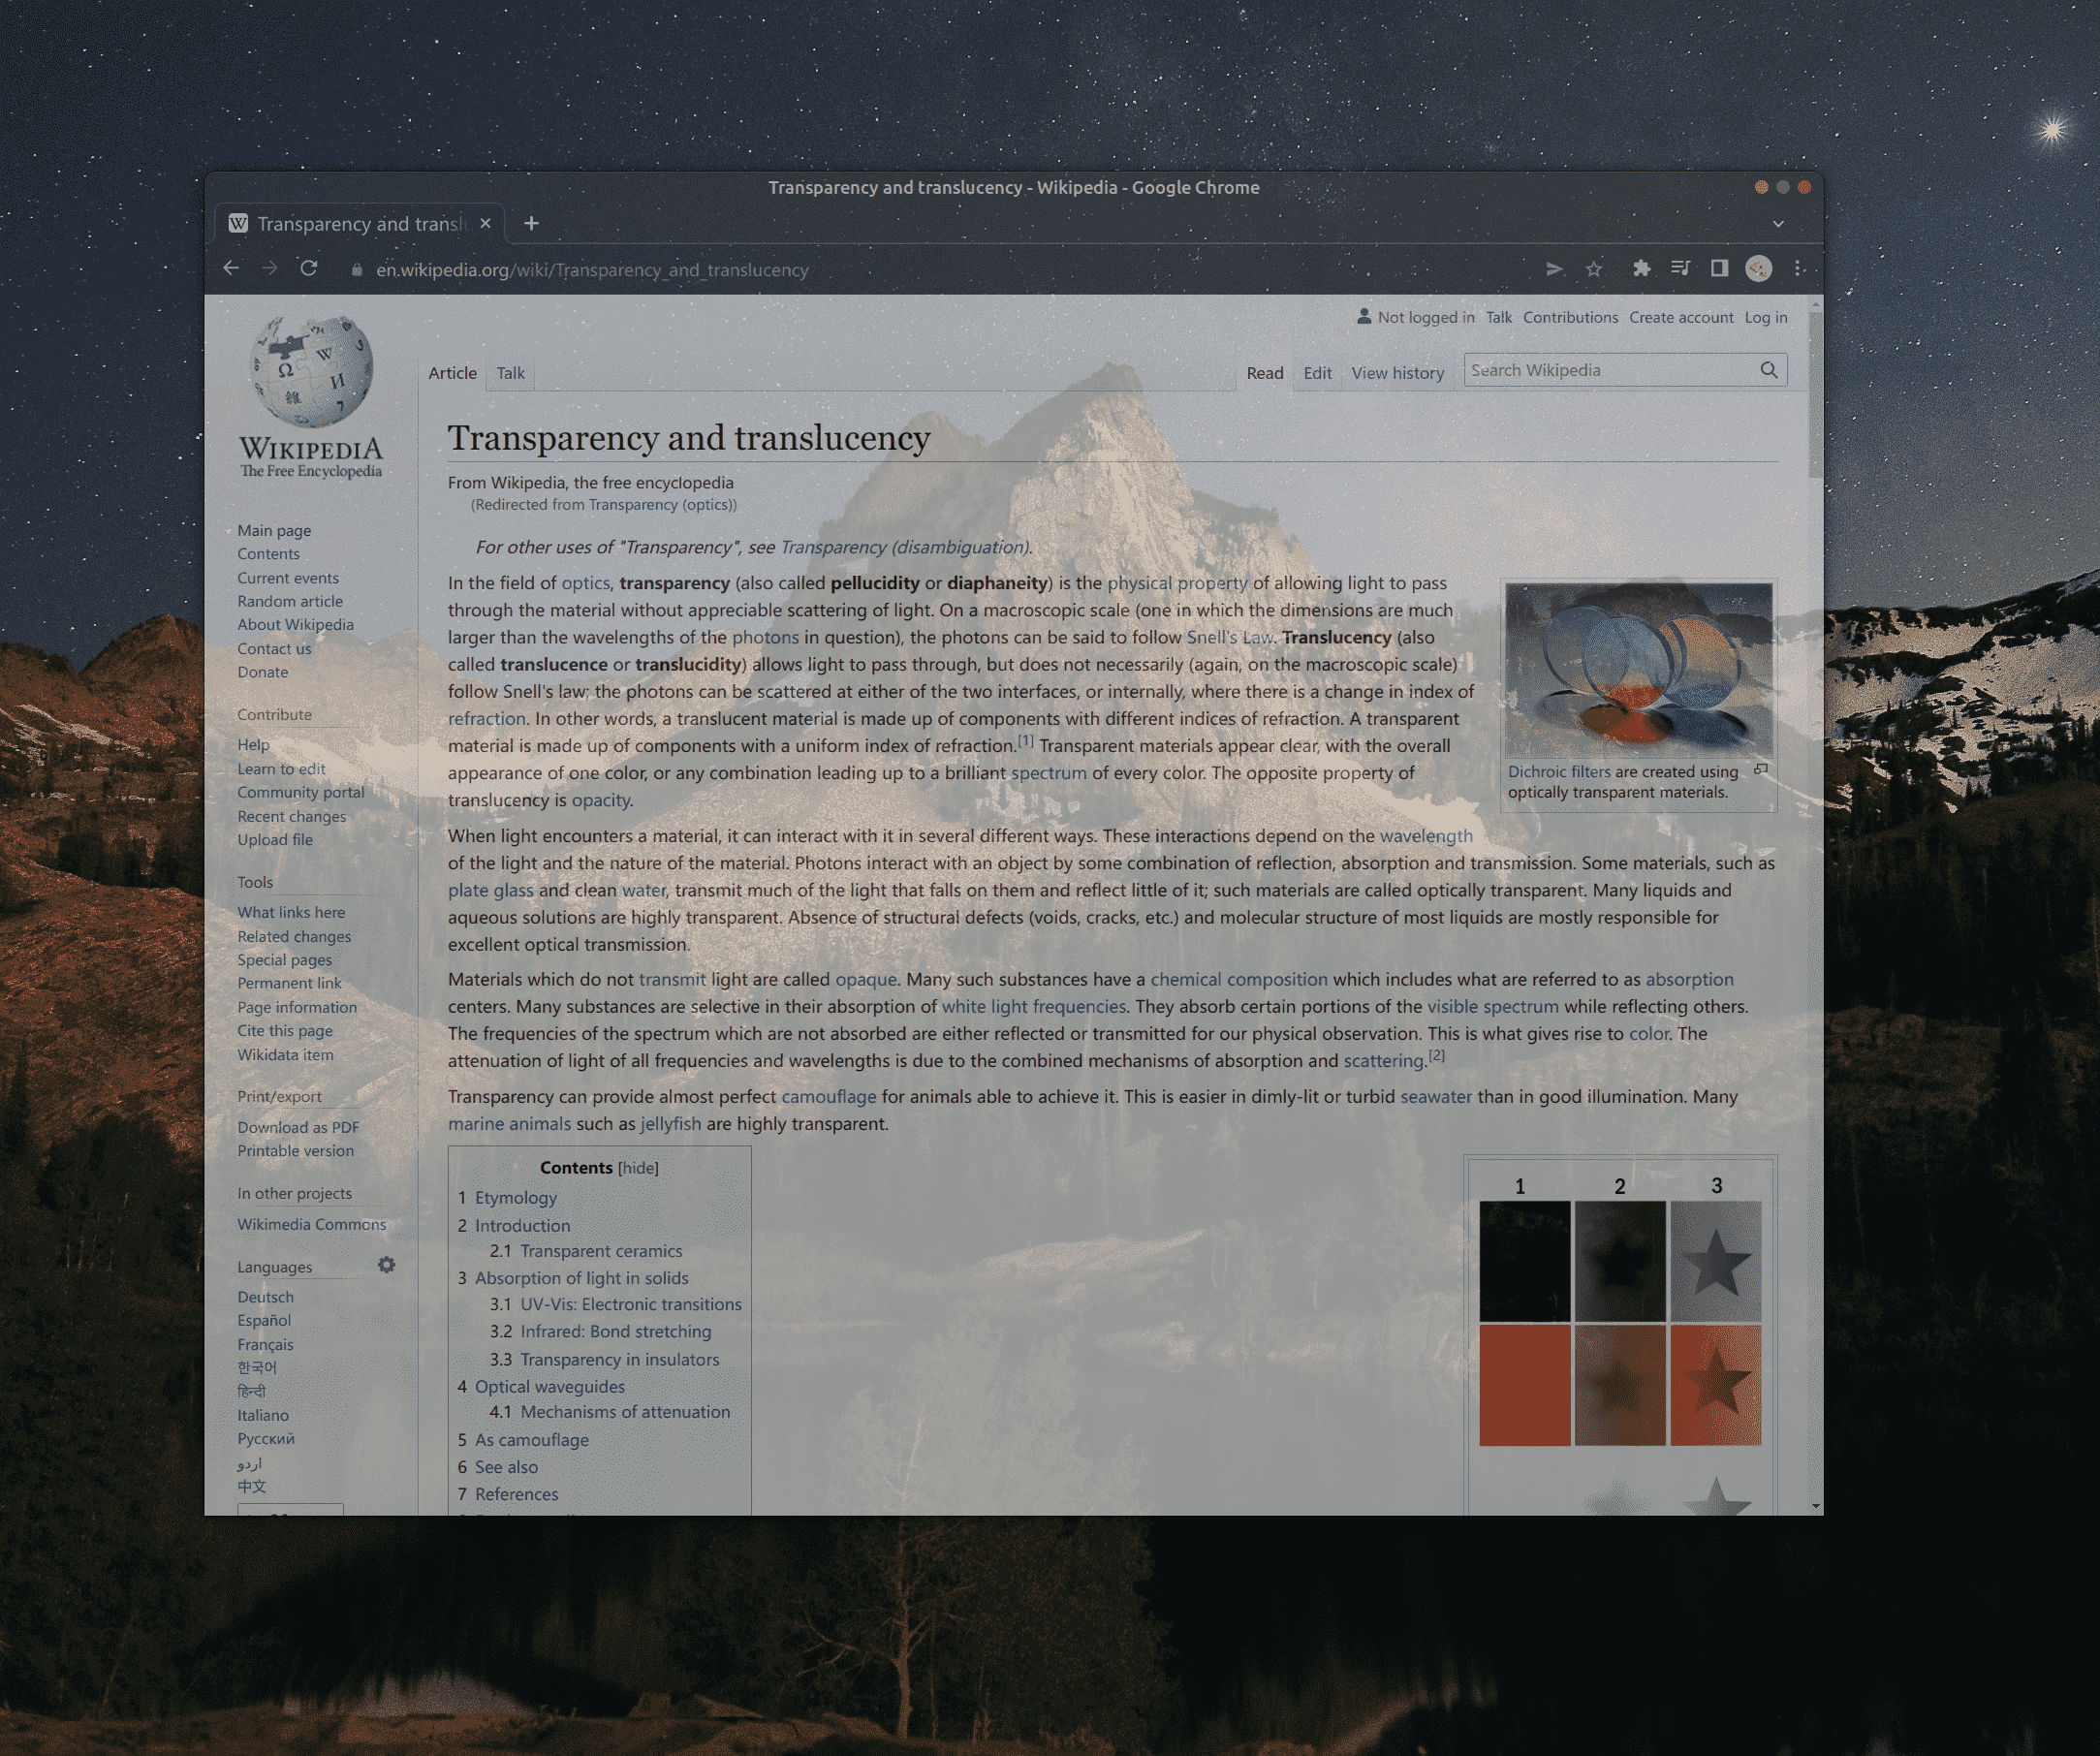 Transparency and translucency - Wikipedia - Google Chrome
W Transparency and transl
en.wikipedia.org/wiki/Transparency_and_translucency
Not logged in Talk Contributions Create account Log in
Article Talk Read Edit View history Search Wikipedia
WIKIPEDIA
The Free Encyclopedia
Main page
Contents
Current events
Random article
About Wikipedia
Contact us
Donate
Contribute
Help
Learn to edit
Community portal
Recent changes
Upload file
Tools
What links here
Related changes
Special pages
Permanent link
Page information
Cite this page
Wikidata item
Print/export
Download as PDF
Printable version
In other projects
Wikimedia Commons
Languages
Deutsch
Español
Français
한국어
हिन्दी
Italiano
Русский
اردو
中文
Transparency and translucency
From Wikipedia, the free encyclopedia
(Redirected from Transparency (optics))
For other uses of "Transparency", see Transparency (disambiguation).
In the field of optics, transparency (also called pellucidity or diaphaneity) is the physical property of allowing light to pass
through the material without appreciable scattering of light. On a macroscopic scale (one in which the dimensions are much
larger than the wavelengths of the photons in question), the photons can be said to follow Snell's Law. Translucency (also
called translucence or translucidity) allows light to pass through, but does not necessarily (again, on the macroscopic scale)
follow Snell's law; the photons can be scattered at either of the two interfaces, or internally, where there is a change in index of
refraction. In other words, a translucent material is made up of components with different indices of refraction. A transparent
material is made up of components with a uniform index of refraction.[1] Transparent materials appear clear, with the overall
appearance of one color, or any combination leading up to a brilliant spectrum of every color. The opposite property of
translucency is opacity.
Dichroic filters are created using
optically transparent materials.
When light encounters a material, it can interact with it in several different ways. These interactions depend on the wavelength
of the light and the nature of the material. Photons interact with an object by some combination of reflection, absorption and transmission. Some materials, such as
plate glass and clean water, transmit much of the light that falls on them and reflect little of it; such materials are called optically transparent. Many liquids and
aqueous solutions are highly transparent. Absence of structural defects (voids, cracks, etc.) and molecular structure of most liquids are mostly responsible for
excellent optical transmission.
Materials which do not transmit light are called opaque. Many such substances have a chemical composition which includes what are referred to as absorption
centers. Many substances are selective in their absorption of white light frequencies. They absorb certain portions of the visible spectrum while reflecting others.
The frequencies of the spectrum which are not absorbed are either reflected or transmitted for our physical observation. This is what gives rise to color. The
attenuation of light of all frequencies and wavelengths is due to the combined mechanisms of absorption and scattering.[2]
Transparency can provide almost perfect camouflage for animals able to achieve it. This is easier in dimly-lit or turbid seawater than in good illumination. Many
marine animals such as jellyfish are highly transparent.
Contents [hide]
1 Etymology
2 Introduction
2.1 Transparent ceramics
3 Absorption of light in solids
3.1 UV-Vis: Electronic transitions
3.2 Infrared: Bond stretching
3.3 Transparency in insulators
4 Optical waveguides
4.1 Mechanisms of attenuation
5 As camouflage
6 See also
7 References
1 2 3